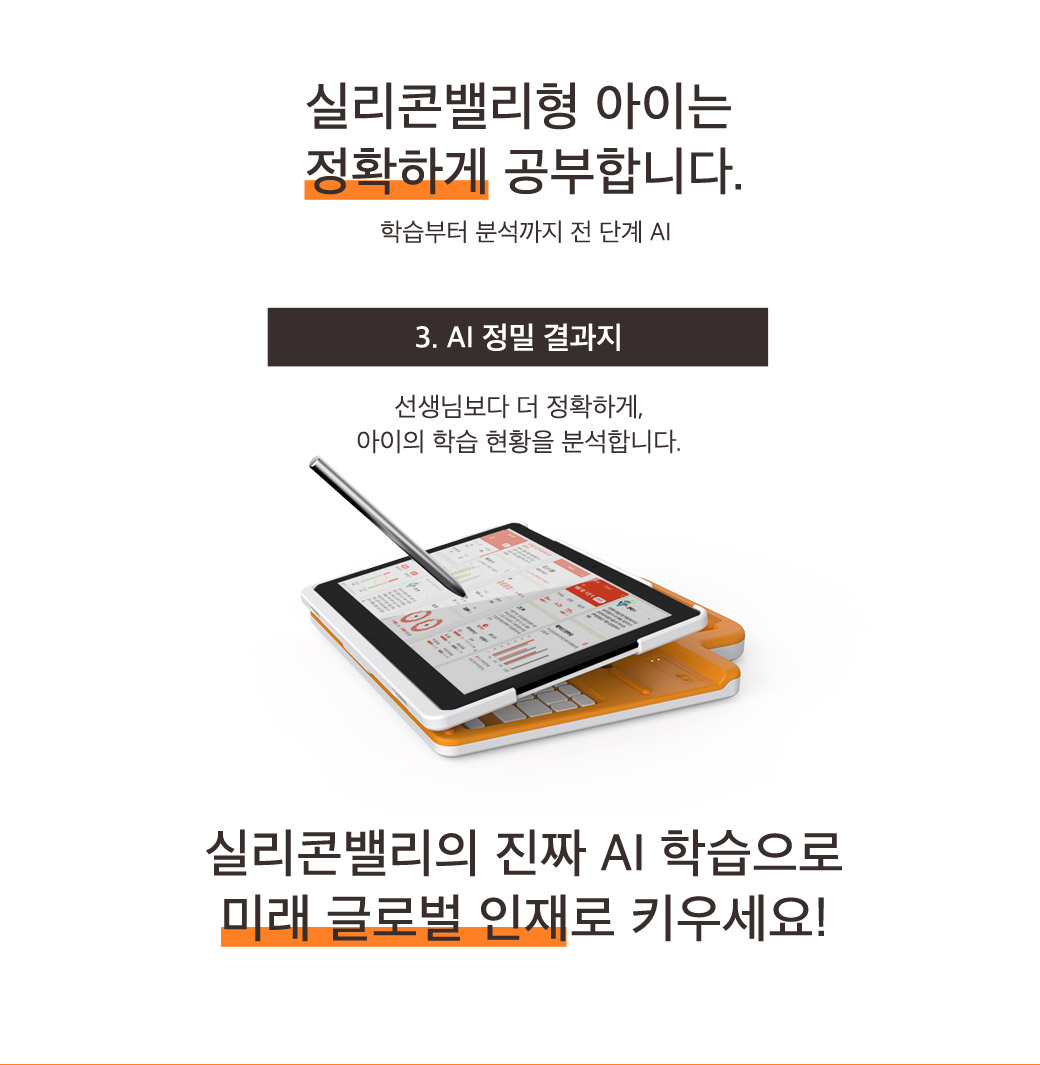 실리콘밸리형 아이는
정확하게 공부합니다.
학습부터 분석까지 전 단계 AI
3. AI 정밀 결과지
선생님보다 더 정확하게,
아이의 학습 현황을 분석합니다.
실리콘밸리의 진짜 AI 학습으로
미래 글로벌 인재로 키우세요!